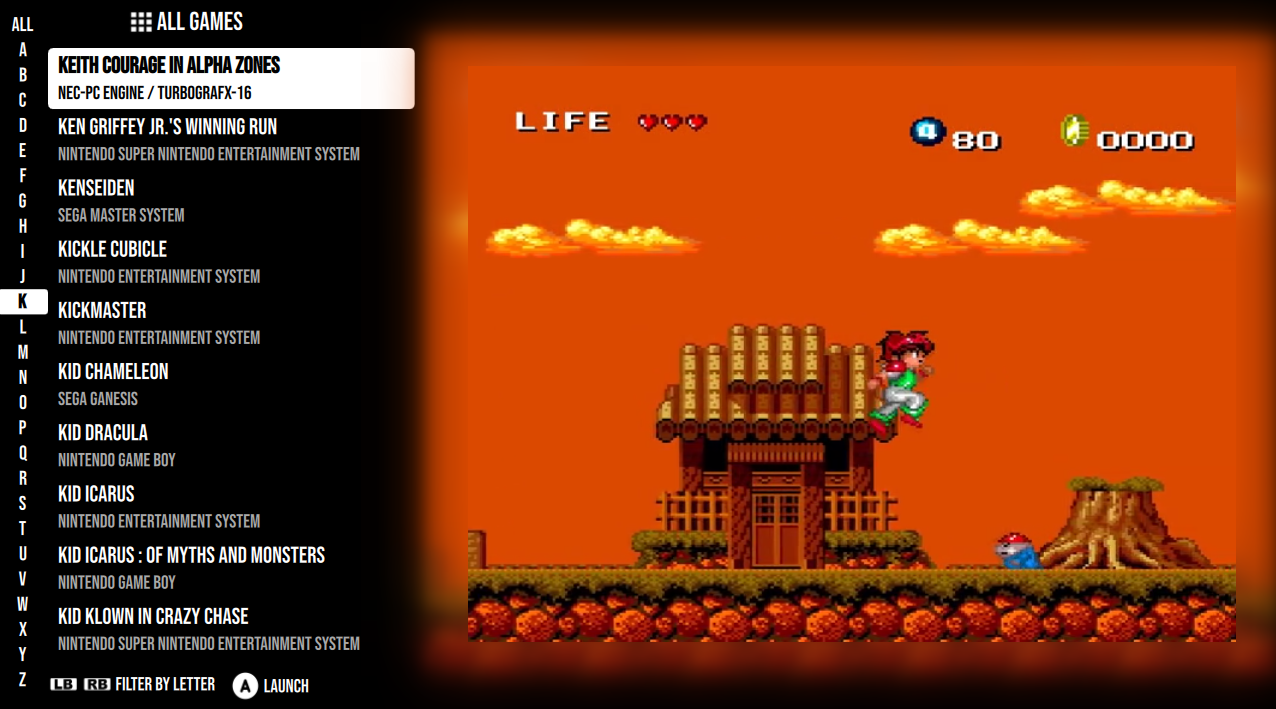 ALL
A
B
C
D
E
F
G
H
I
J
K
L
M
N
O
P
Q
R
S
T
U
V
W
X
Y
Z
ALL GAMES
KEITH COURAGE IN ALPHA ZONES
NEC-PC ENGINE / TURBOGRAFX-16
KEN GRIFFEY JR.'S WINNING RUN
NINTENDO SUPER NINTENDO ENTERTAINMENT SYSTEM
KENSEIDEN
SEGA MASTER SYSTEM
KICKLE CUBICLE
NINTENDO ENTERTAINMENT SYSTEM
KICKMASTER
NINTENDO ENTERTAINMENT SYSTEM
KID CHAMELEON
SEGA GANESIS
KID DRACULA
NINTENDO GAME BOY
KID ICARUS
NINTENDO ENTERTAINMENT SYSTEM
KID ICARUS : OF MYTHS AND MONSTERS
NINTENDO GAME BOY
KID KLOWN IN CRAZY CHASE
NINTENDO SUPER NINTENDO ENTERTAINMENT SYSTEM
LB RB FILTER BY LETTER A LAUNCH
LIFE 4 80 0000